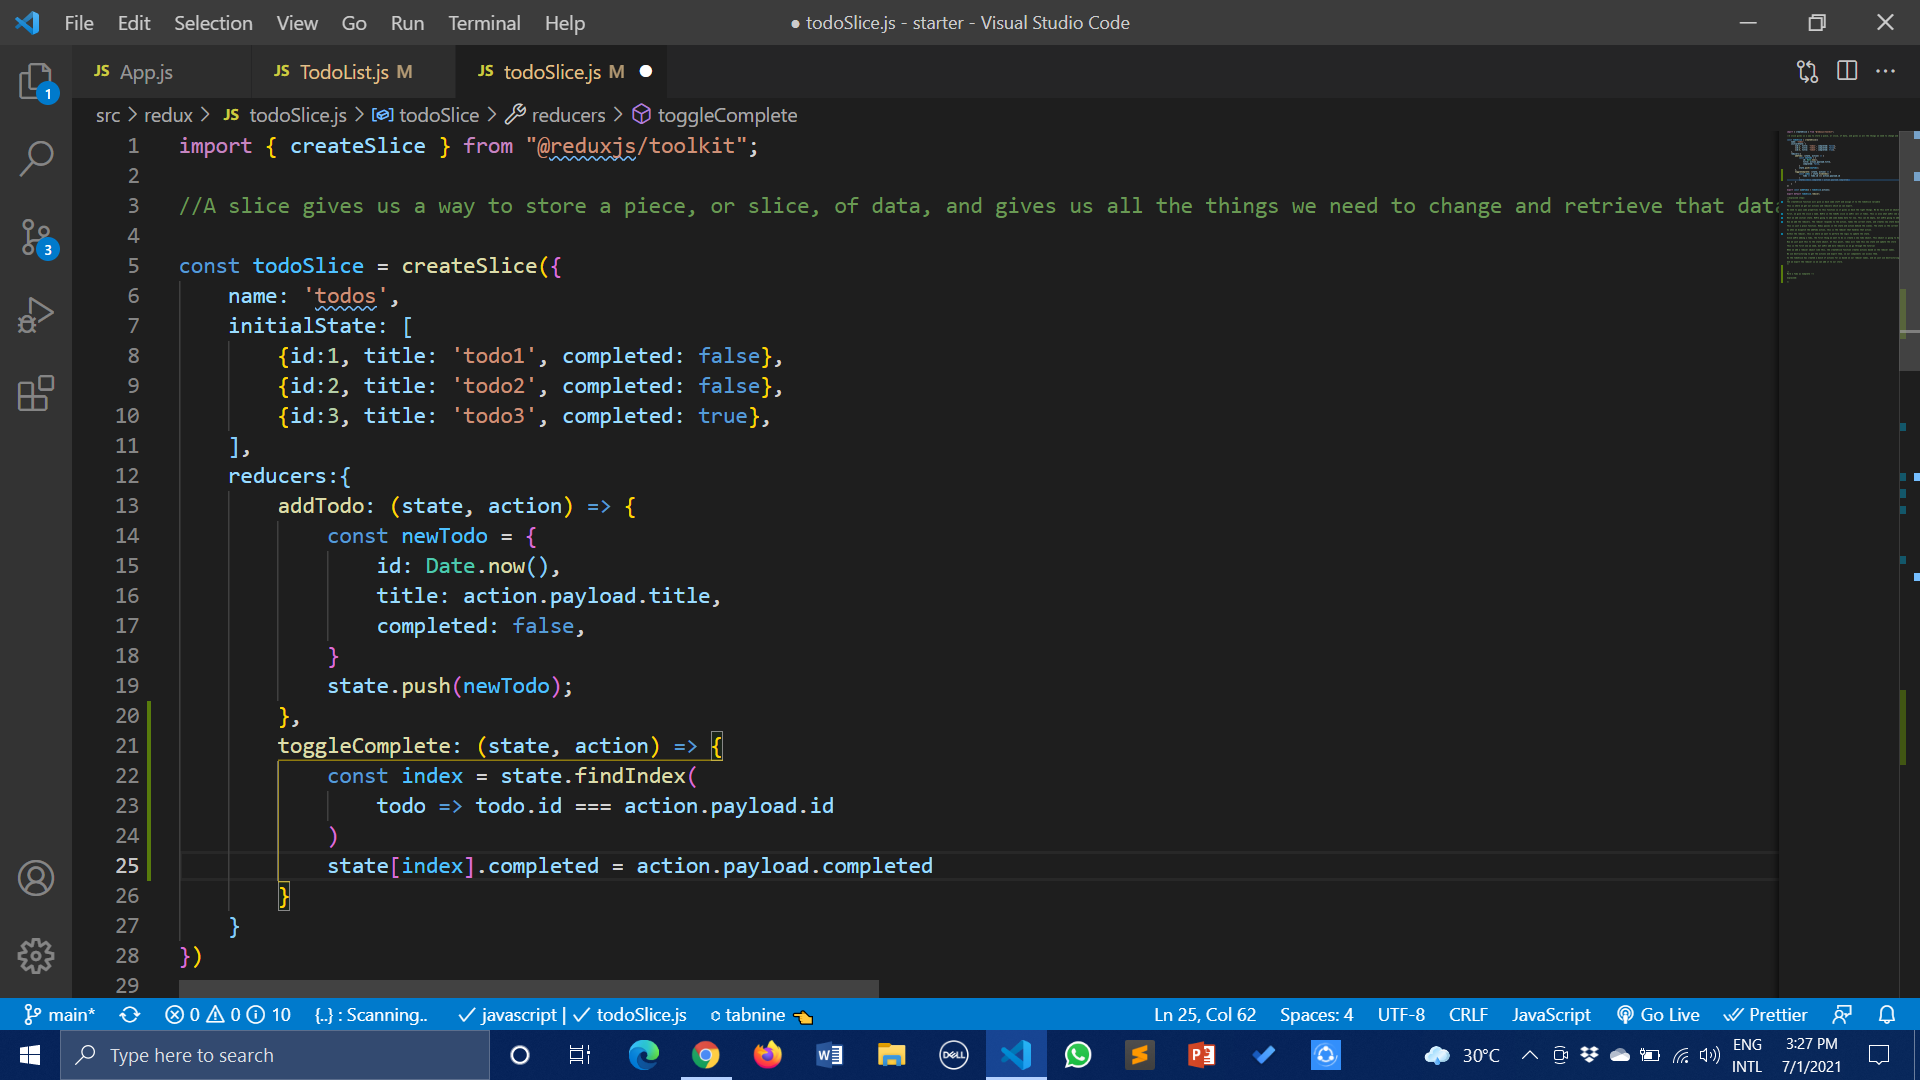 File Edit Selection View Go Run Terminal Help ● todoSlice.js - starter - Visual Studio Code
JS App.js JS TodoList.js M JS todoSlice.js M
src > redux > JS todoSlice.js > todoSlice > reducers > toggleComplete
1 import { createSlice } from "@reduxjs/toolkit";
2
3 //A slice gives us a way to store a piece, or slice, of data, and gives us all the things we need to change and retrieve that data
4
5 const todoSlice = createSlice({
6 name: 'todos',
7 initialState: [
8 {id:1, title: 'todo1', completed: false},
9 {id:2, title: 'todo2', completed: false},
10 {id:3, title: 'todo3', completed: true},
11 ],
12 reducers:{
13 addTodo: (state, action) => {
14 const newTodo = {
15 id: Date.now(),
16 title: action.payload.title,
17 completed: false,
18 }
19 state.push(newTodo);
20 },
21 toggleComplete: (state, action) => {
22 const index = state.findIndex(
23 todo => todo.id === action.payload.id
24 )
25 state[index].completed = action.payload.completed
26 }
27 }
28 })
29
1
3
main* 0 0 10 {..} : Scanning.. ✓ javascript | ✓ todoSlice.js tabnine Ln 25, Col 62 Spaces: 4 UTF-8 CRLF JavaScript Go Live Prettier
Type here to search DELL 30°C ENG INTL 3:27 PM 7/1/2021